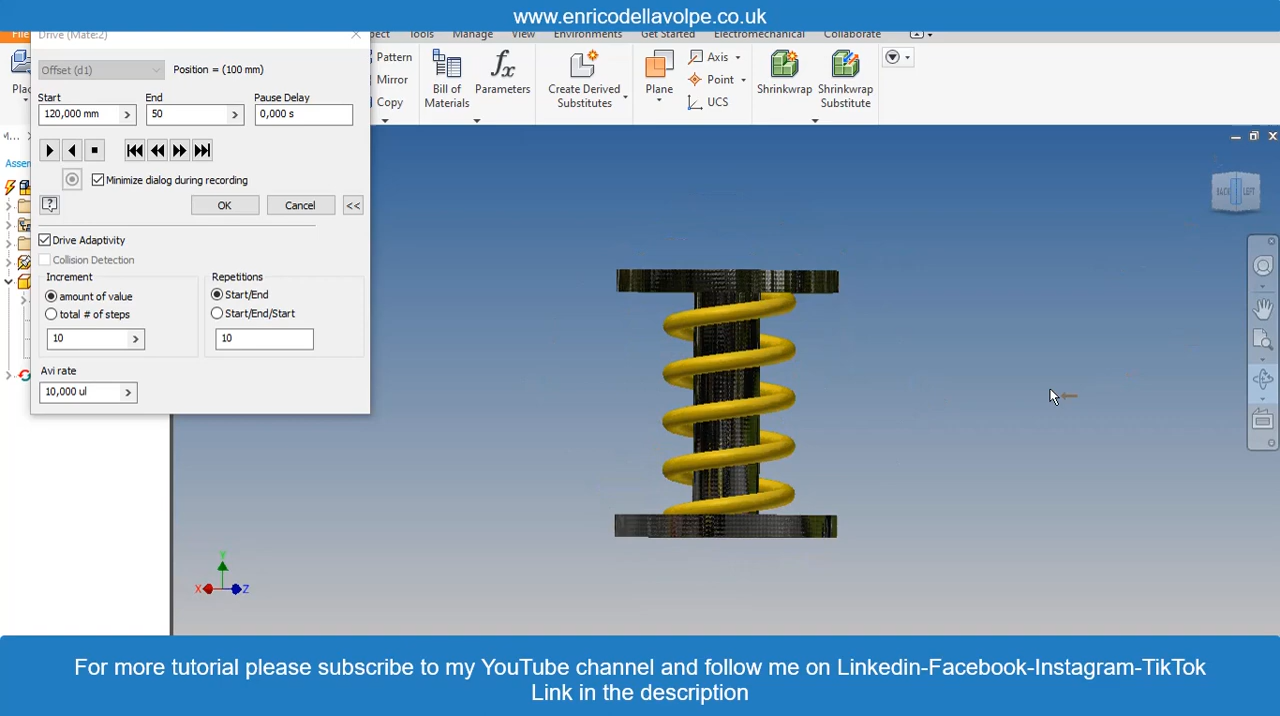 www.enricodellavolpe.co.uk
Drive (Mate:2)
Tools Manage View Environments Get Started Electromechanical Collaborate
Offset (d1) Position = (100 mm)
Start End Pause Delay
120,000 mm 50 0,000 s
Minimize dialog during recording
OK Cancel <<
Drive Adaptivity
Collision Detection
Increment Repetitions
amount of value Start/End
total # of steps Start/End/Start
10 10
Avi rate
10,000 ul
Pattern
Mirror
Copy
Bill of
Materials
fx
Parameters
Create Derived
Substitutes
Plane
Axis
Point
UCS
Shrinkwrap
Shrinkwrap
Substitute
BACK LEFT
Y
X Z
For more tutorial please subscribe to my YouTube channel and follow me on Linkedin-Facebook-Instagram-TikTok
Link in the description